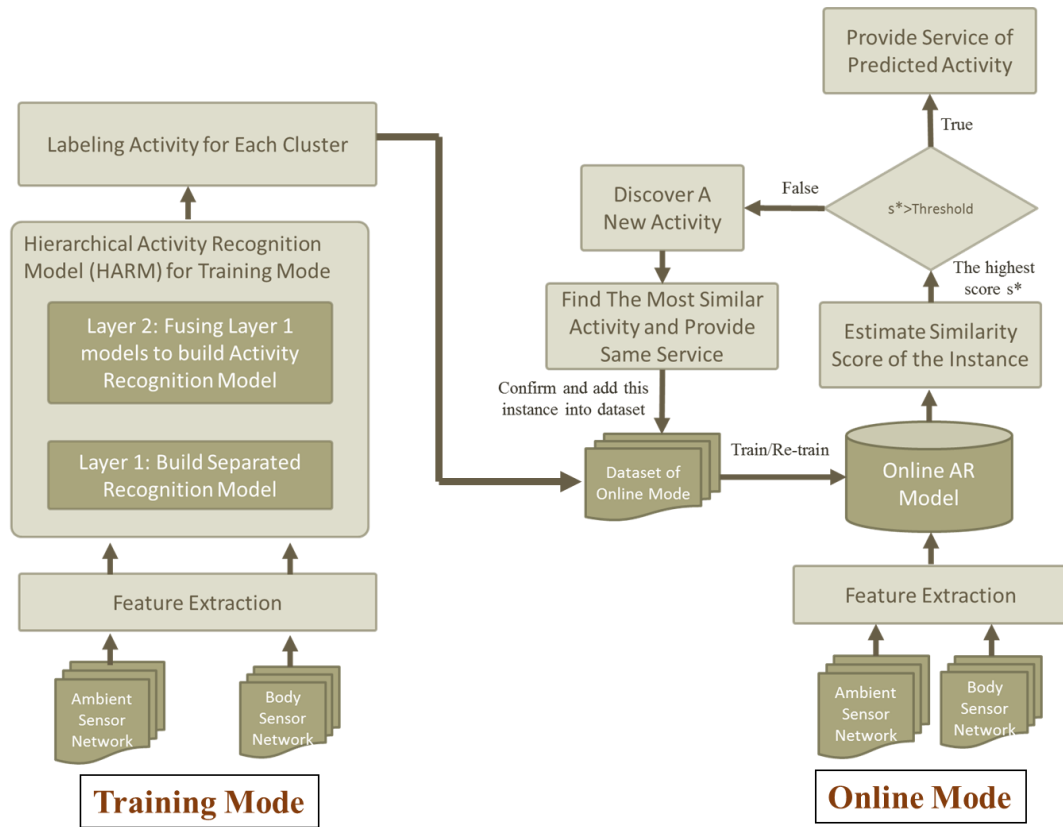 Labeling Activity for Each Cluster
Hierarchical Activity Recognition
Model (HARM) for Training Mode
Layer 2: Fusing Layer 1
models to build Activity
Recognition Model
Layer 1: Build Separated
Recognition Model
Feature Extraction
Ambient
Sensor
Network
Body
Sensor
Network
Training Mode
Provide Service of
Predicted Activity
True
False
s*>Threshold
Discover A
New Activity
The highest
score s*
Find The Most Similar
Activity and Provide
Same Service
Estimate Similarity
Score of the Instance
Confirm and add this
instance into dataset
Dataset of
Online Mode
Train/Re-train
Online AR
Model
Feature Extraction
Ambient
Sensor
Network
Body
Sensor
Network
Online Mode